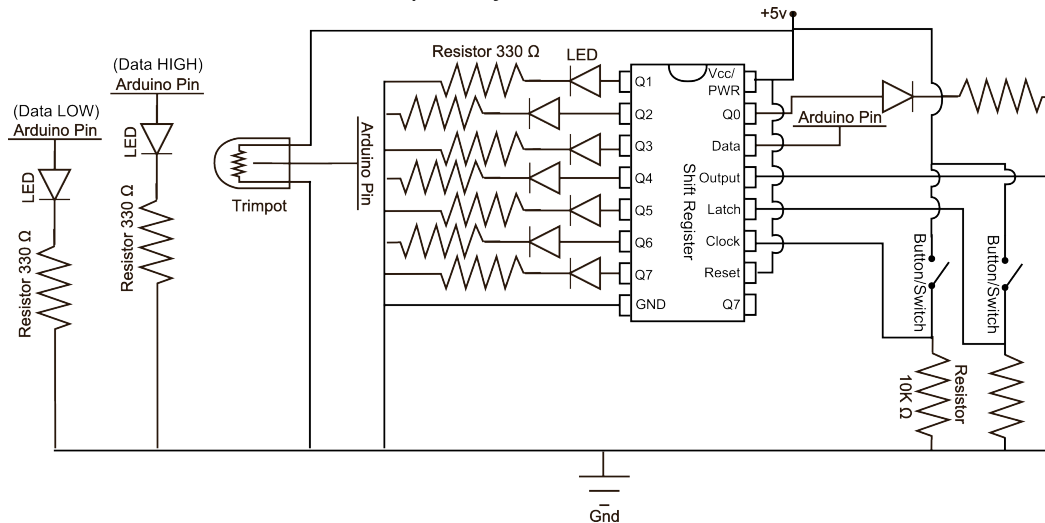 +5v
Resistor 330 Ω
LED
(Data HIGH)
Arduino Pin
(Data LOW)
Arduino Pin
LED
LED
Resistor 330 Ω
Resistor 330 Ω
Trimpot
Arduino Pin
Q1
Q2
Q3
Q4
Q5
Q6
Q7
GND
Shift Register
Vcc/
PWR
Q0
Data
Output
Latch
Clock
Reset
Q7
Arduino Pin
Button/Switch
Button/Switch
Resistor
10K Ω
Gnd